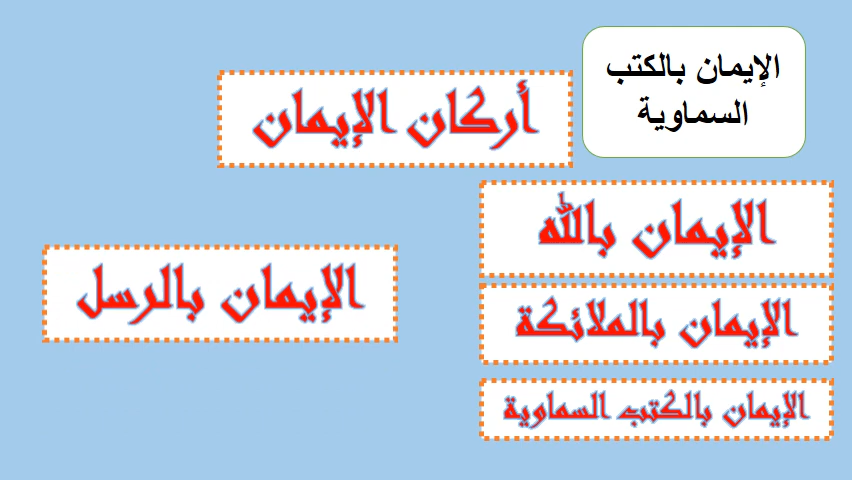 الإيمان بالكتب
السماوية
أركان الإيمان
الإيمان بالله
الإيمان بالملائكة
الإيمان بالكتب السماوية
الإيمان بالرسل